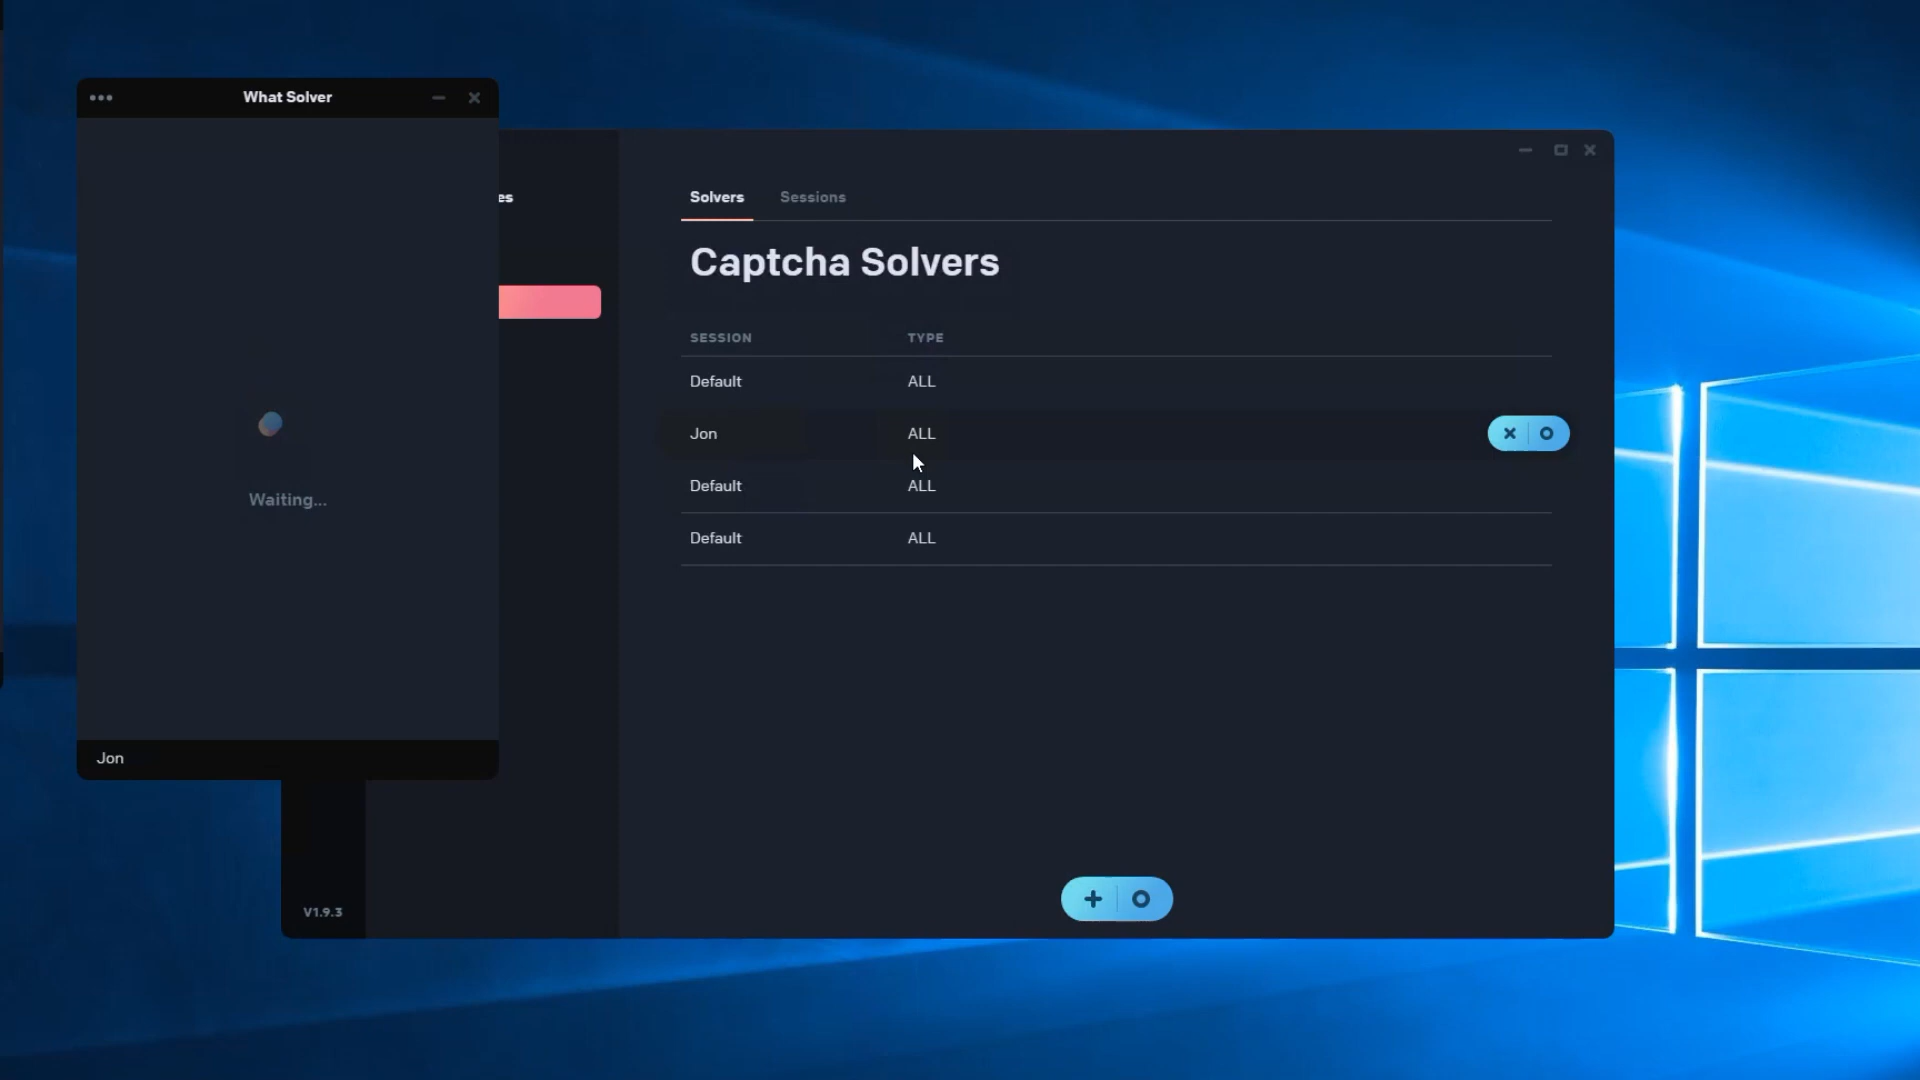 What Solver
Waiting...
Jon
es
Solvers Sessions
Captcha Solvers
SESSION TYPE
Default ALL
Jon ALL
Default ALL
Default ALL
V1.9.3